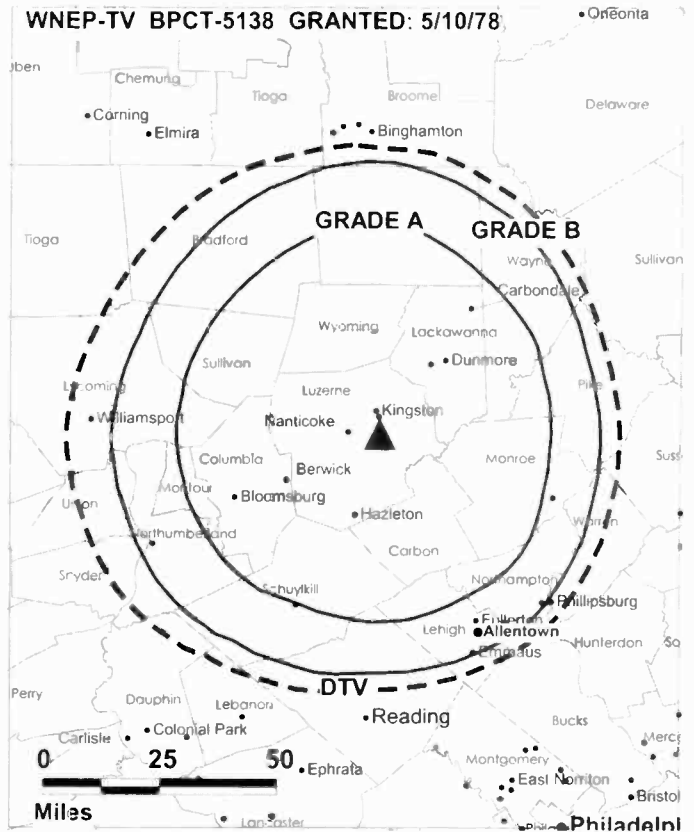 WNEP-TV BPCT-5138 GRANTED: 5/10/78
Oneonta
Chemung
Tioga
Broome
Delaware
Corning
Elmira
Binghamton
GRADE A
GRADE B
Tioga
Bradford
Wayne
Sullivan
Carbondale
Wyoming
Lackawanna
Dunmore
Sullivan
Luzerne
Pike
Lycoming
Williamsport
Kingston
Nanticoke
Columbia
Berwick
Monroe
Montour
Bloomsburg
Union
Hazleton
Northumberland
Warren
Carbon
Snyder
Schuylkill
Northampton
Phillipsburg
Fullerton
Lehigh
Allentown
Hunterdon
Emmaus
DTV
Perry
Dauphin
Lebanon
Reading
Bucks
Carlisle
Colonial Park
Montgomery
0 25 50
Ephrata
East Norriton
Bristol
Miles
Lancaster
Philadelp